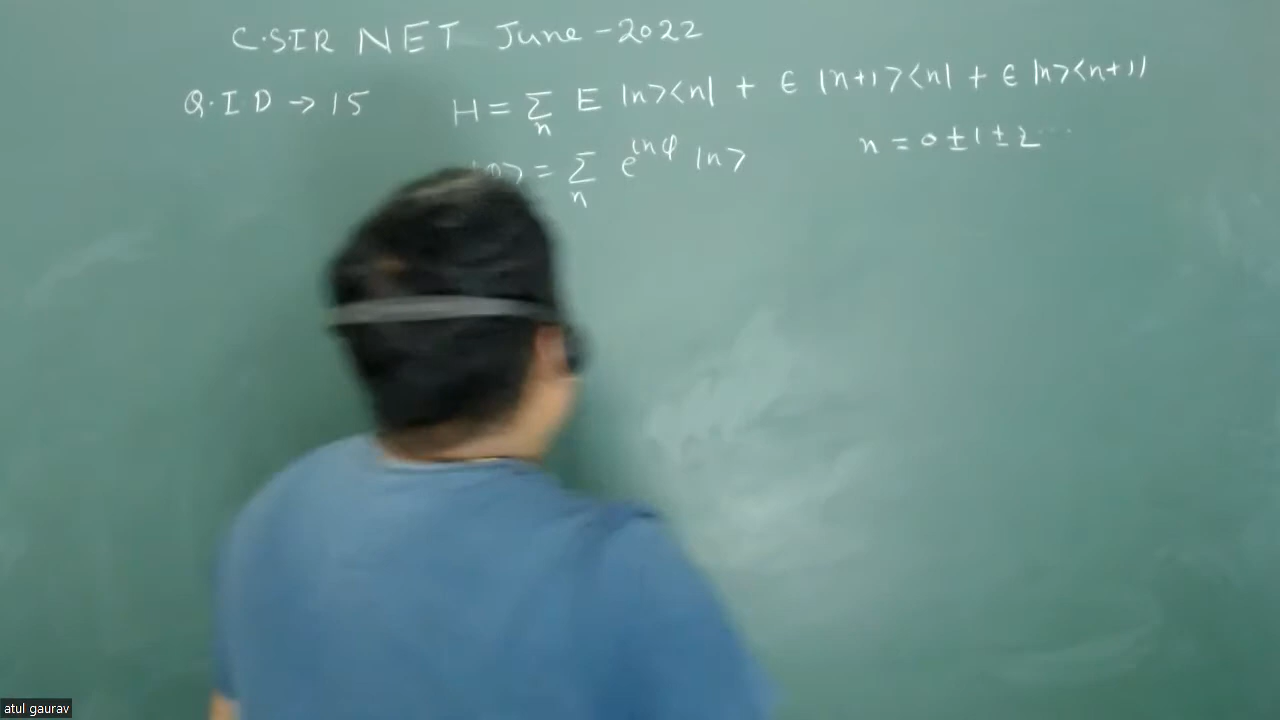 C.S.I.R NET June - 2022
Q.I D → 15 H = Σ_n E |n><n| + ϵ |n+1><n| + ϵ |n><n+1|
n = 0 ±1 ±2 ...
φ> = Σ_n e^{inφ} |n>
atul gaurav